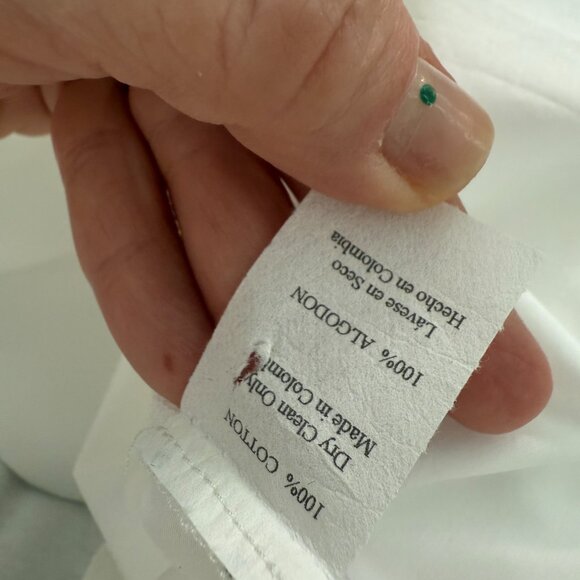 100% COTTON
Dry Clean Only
Made in
100% ALGODON
Lávese en Seco
Hecho en Colombia